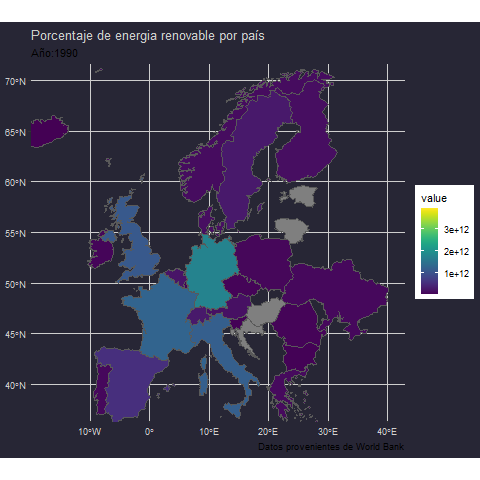 Porcentaje de energia renovable por país
Año:1990
70°N
65°N
60°N
55°N
50°N
45°N
40°N
10°W
0°
10°E
20°E
30°E
40°E
value
3e+12
2e+12
1e+12
Datos provenientes de World Bank